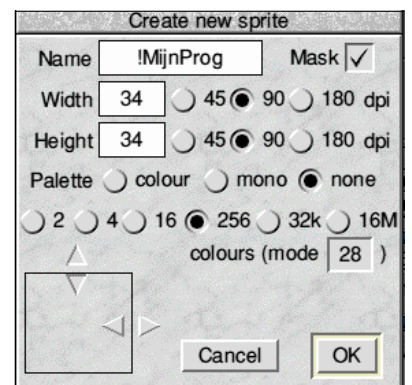 Create new sprite
Name !MijnProg Mask
Width 34 45 90 180 dpi
Height 34 45 90 180 dpi
Palette colour mono none
2 4 16 256 32k 16M
colours (mode 28 )
Cancel OK